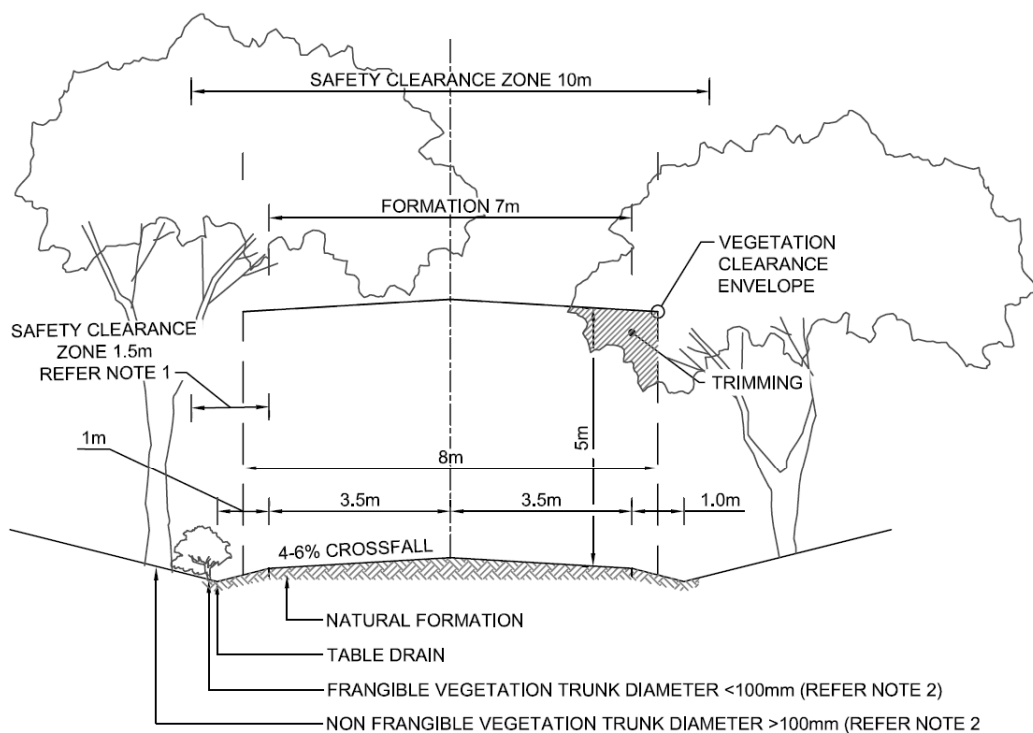 SAFETY CLEARANCE ZONE 10m
FORMATION 7m
VEGETATION
CLEARANCE
ENVELOPE
SAFETY CLEARANCE
ZONE 1.5m
REFER NOTE 1
TRIMMING
1m
8m
5m
3.5m
3.5m
1.0m
4-6% CROSSFALL
NATURAL FORMATION
TABLE DRAIN
FRANGIBLE VEGETATION TRUNK DIAMETER <100mm (REFER NOTE 2)
NON FRANGIBLE VEGETATION TRUNK DIAMETER >100mm (REFER NOTE 2